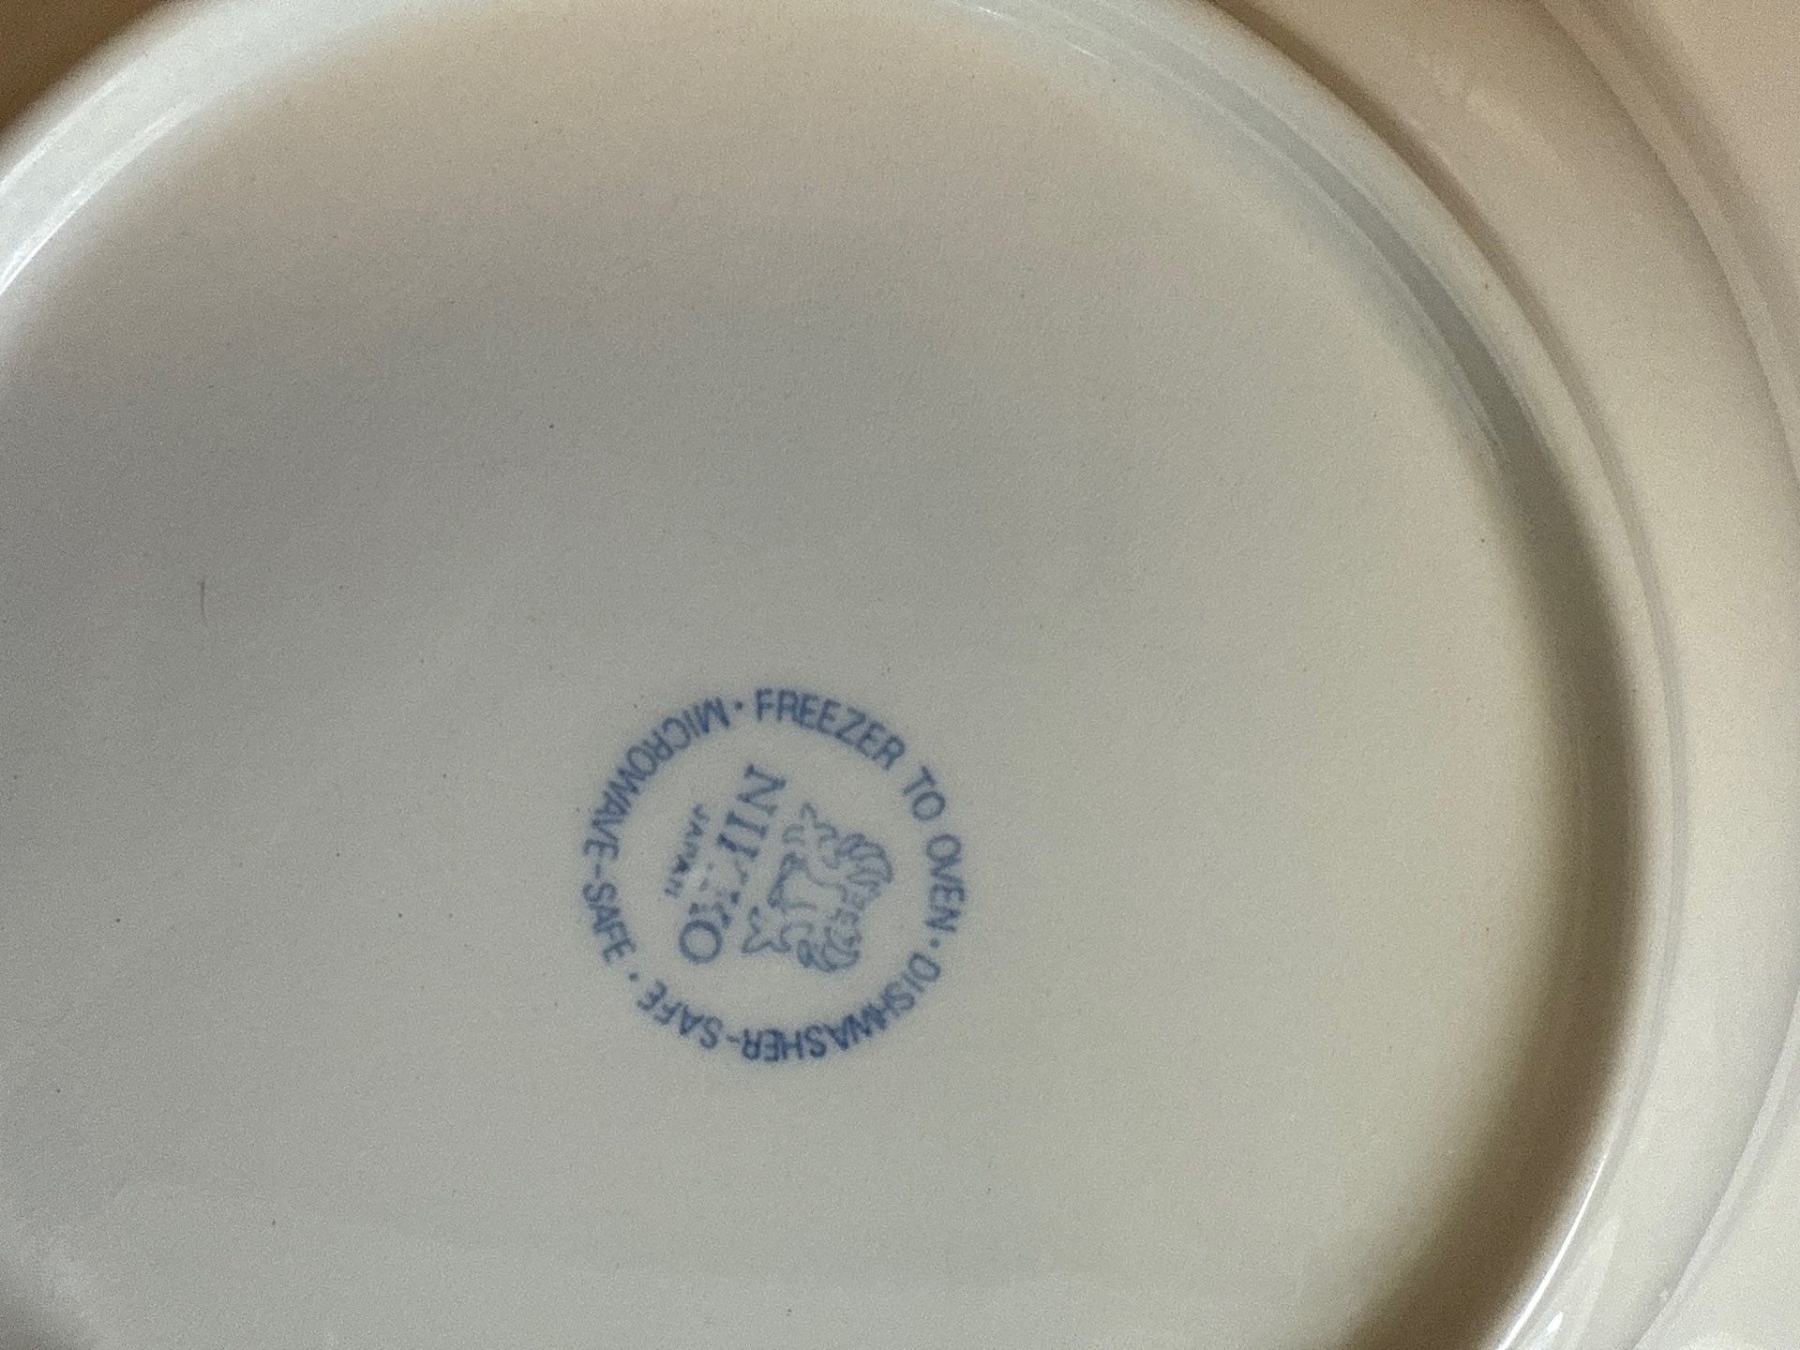 MICROWAVE-SAFE · FREEZER TO OVEN · DISHWASHER-SAFE ·
NIKKO
JAPAN